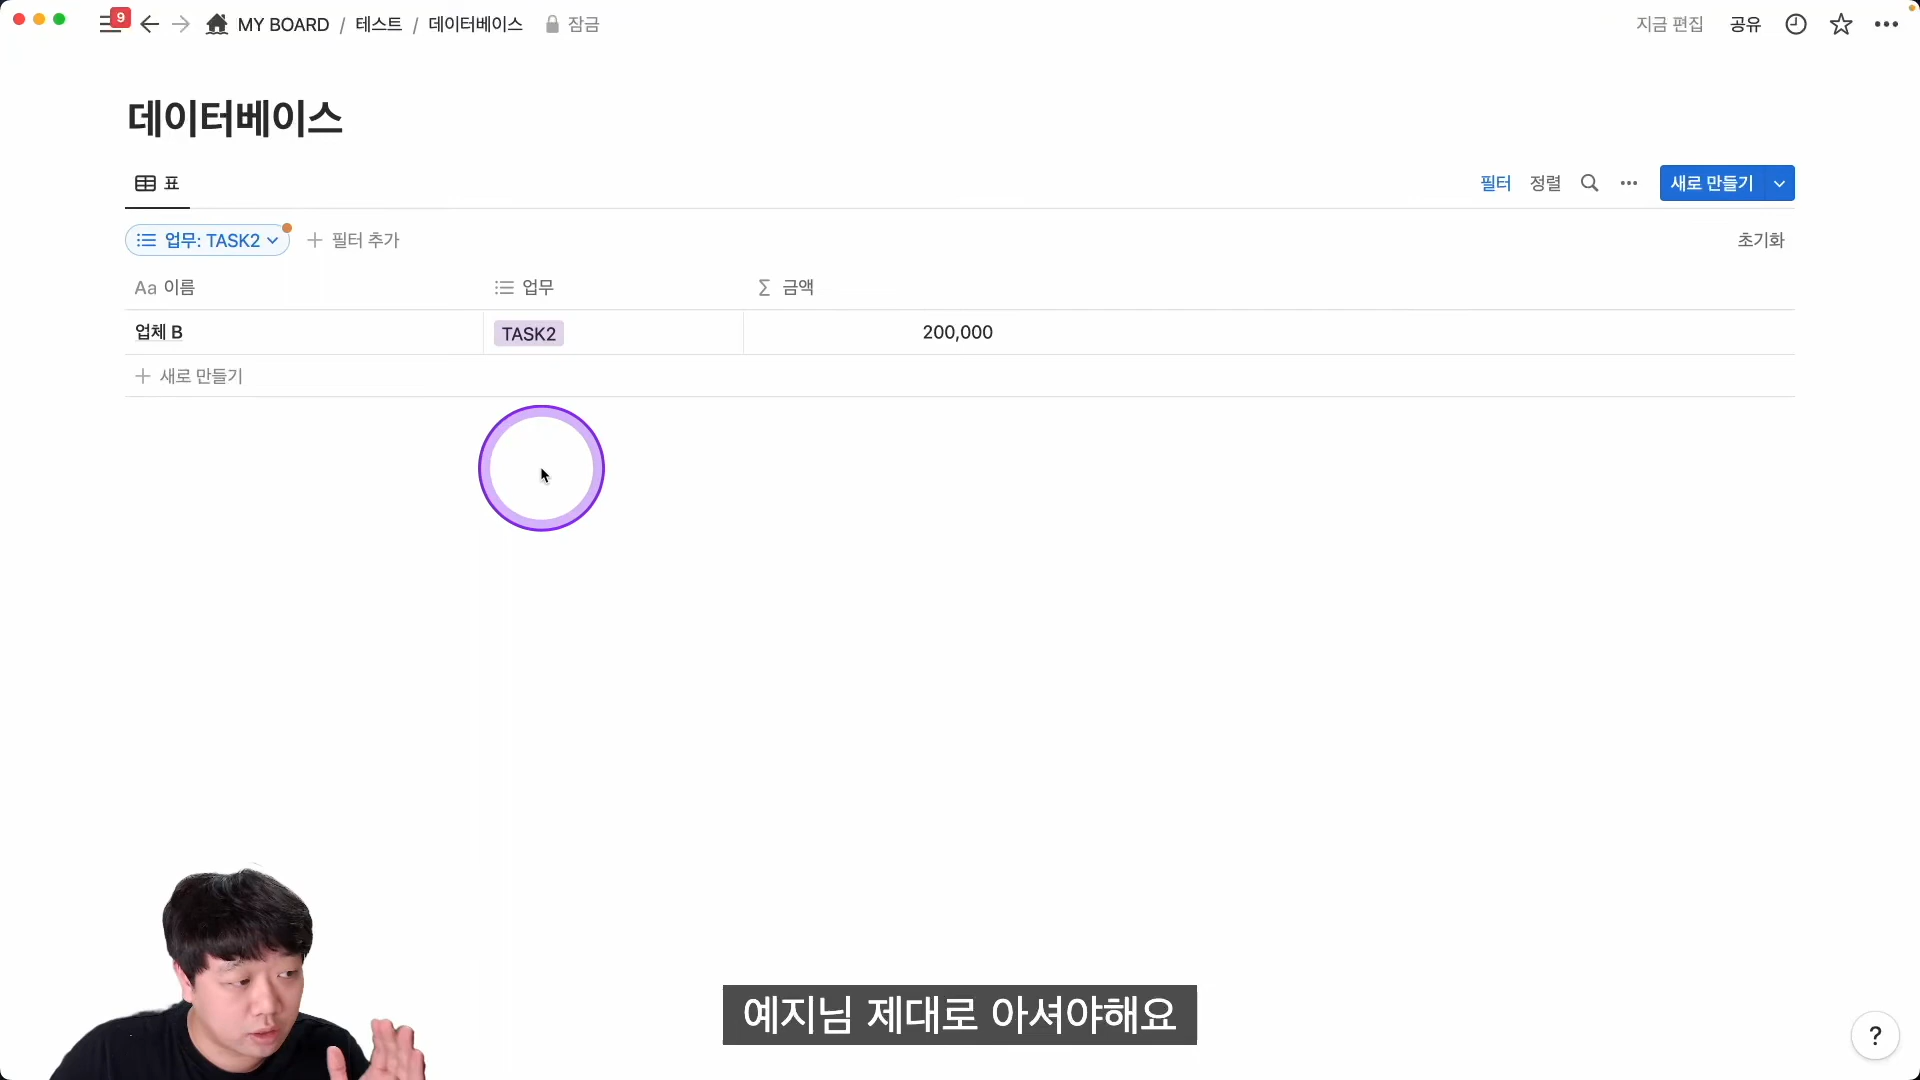 9 MY BOARD / 테스트 / 데이터베이스 잠금 지금 편집 공유
데이터베이스
표 필터 정렬 새로 만들기
업무: TASK2 필터 추가 초기화
Aa 이름 업무 Σ 금액
업체 B TASK2 200,000
+ 새로 만들기
예지님 제대로 아셔야해요
?